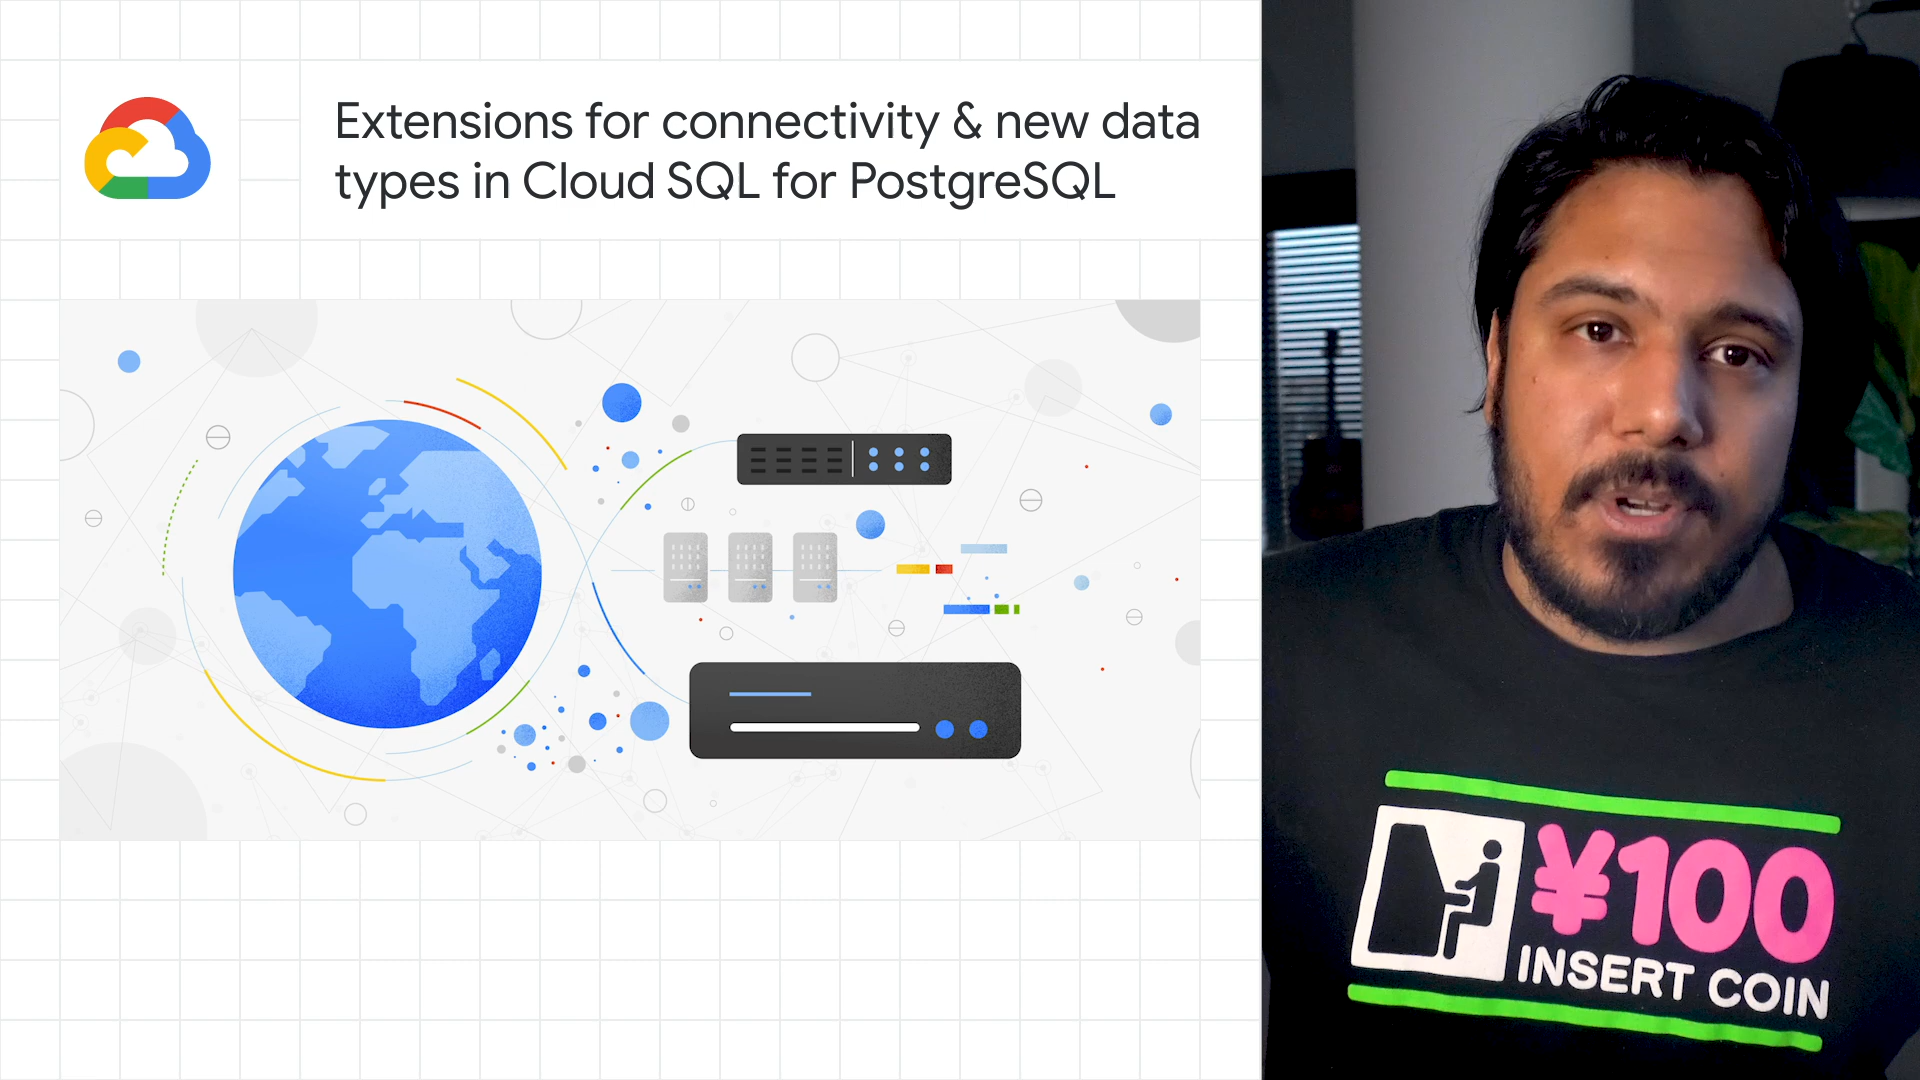 Extensions for connectivity & new data
types in Cloud SQL for PostgreSQL
¥100
INSERT COIN